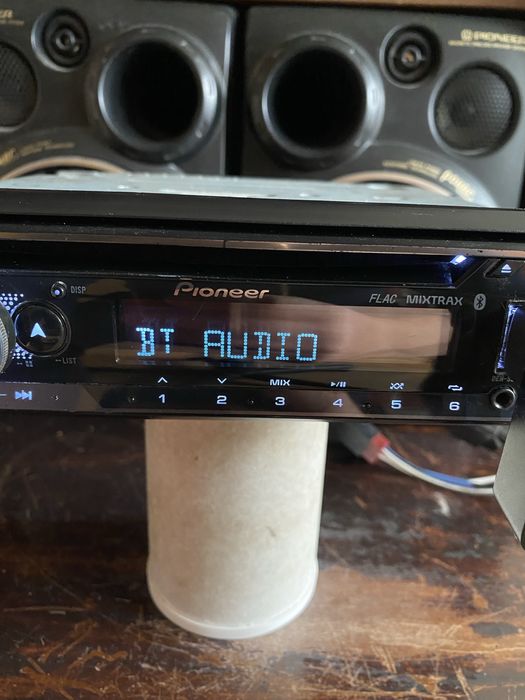 PIONEER
DISP
Pioneer
FLAC MIXTRAX
BT AUDIO
LIST
MIX
1 2 3 4 5 6